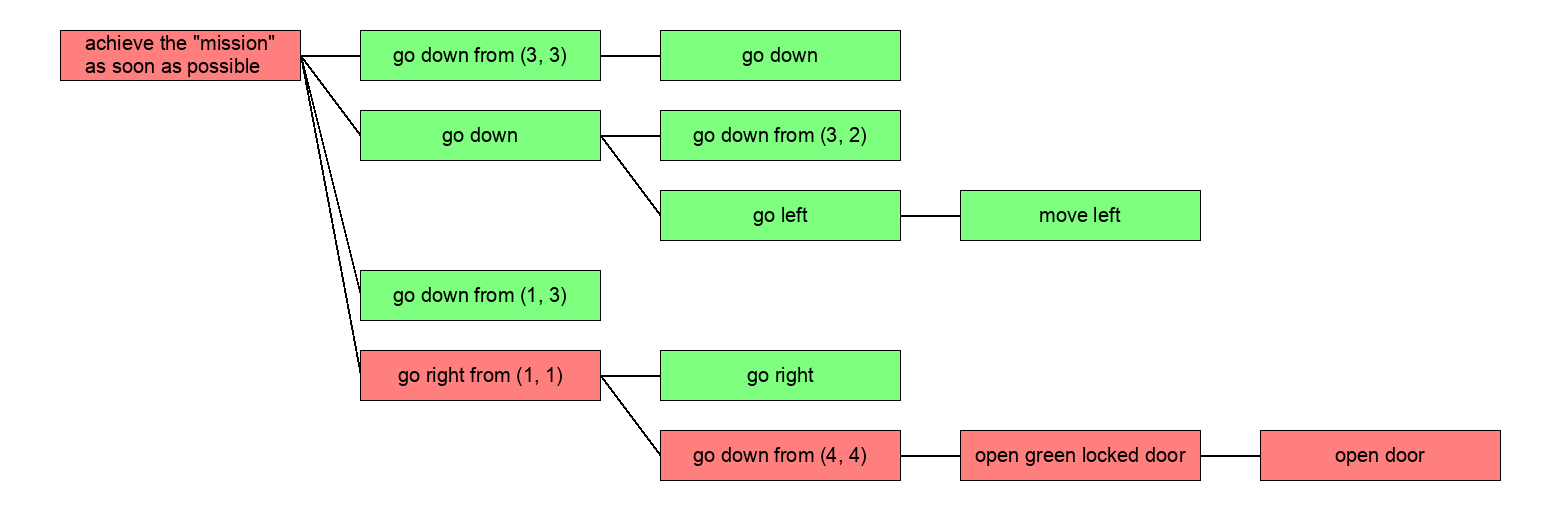 achieve the "mission"
as soon as possible
go down from (3, 3)
go down
go down
go down from (3, 2)
go left
move left
go down from (1, 3)
go right from (1, 1)
go right
go down from (4, 4)
open green locked door
open door